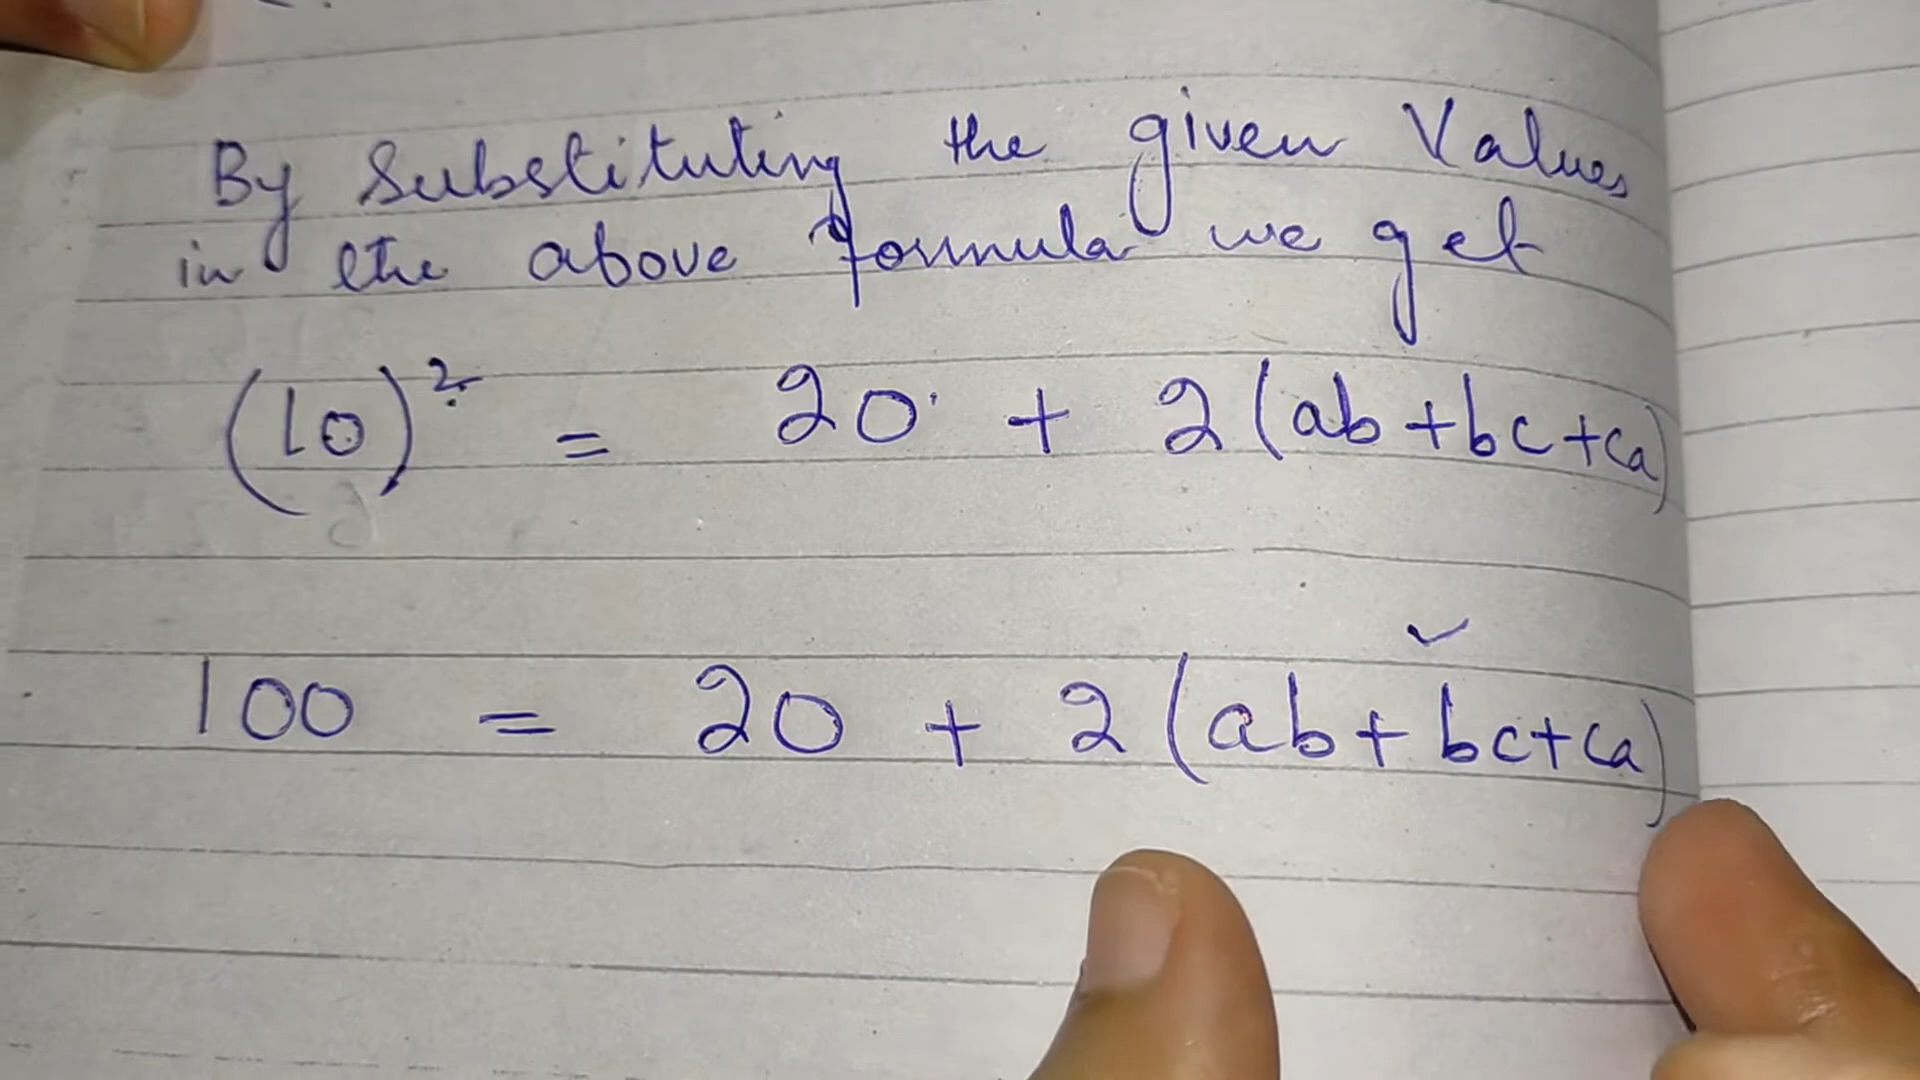 By Substituting the given Values
in the above formula we get
(10)² = 20 + 2(ab+bc+ca)
100 = 20 + 2(ab+bc+ca)